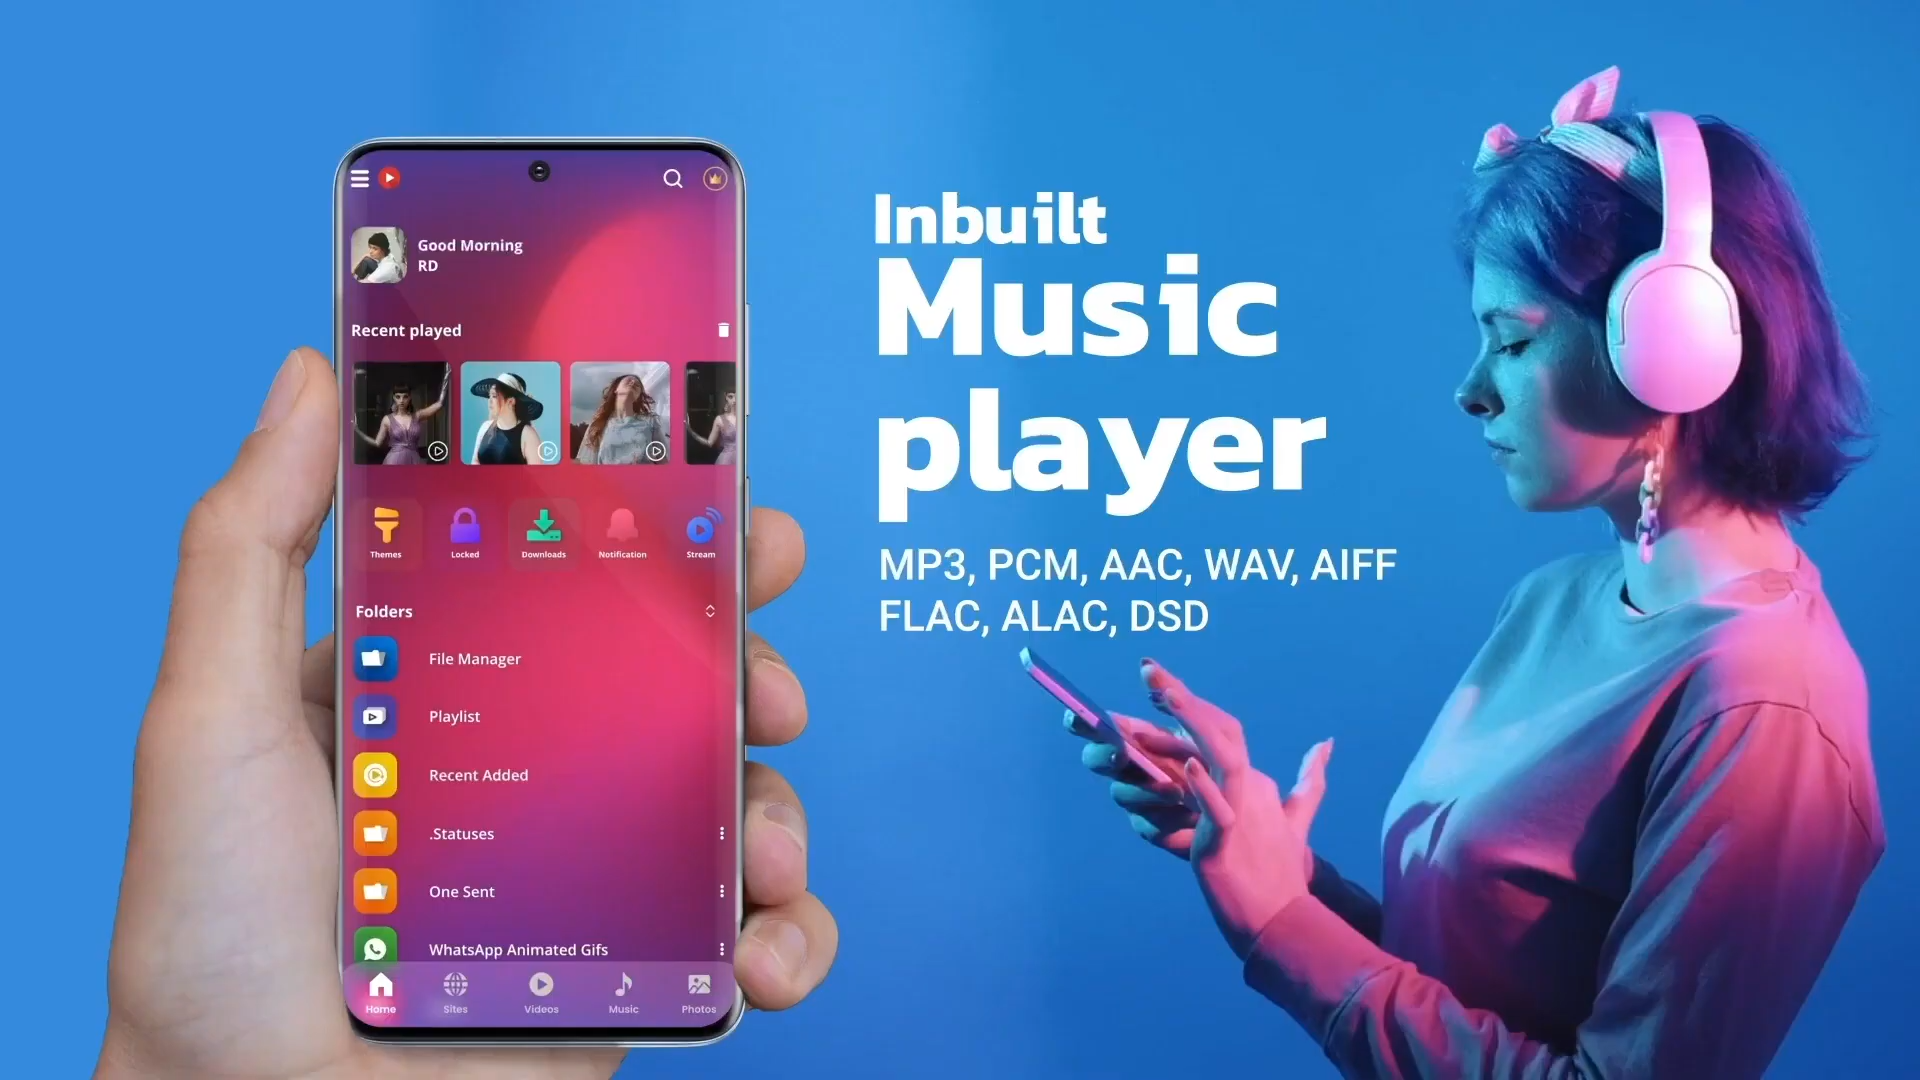 Good Morning
RD
Recent played
Themes
Locked
Downloads
Notification
Stream
Folders
File Manager
Playlist
Recent Added
.Statuses
One Sent
WhatsApp Animated Gifs
Home
Sites
Videos
Music
Photos
Inbuilt
Music
player
MP3, PCM, AAC, WAV, AIFF
FLAC, ALAC, DSD